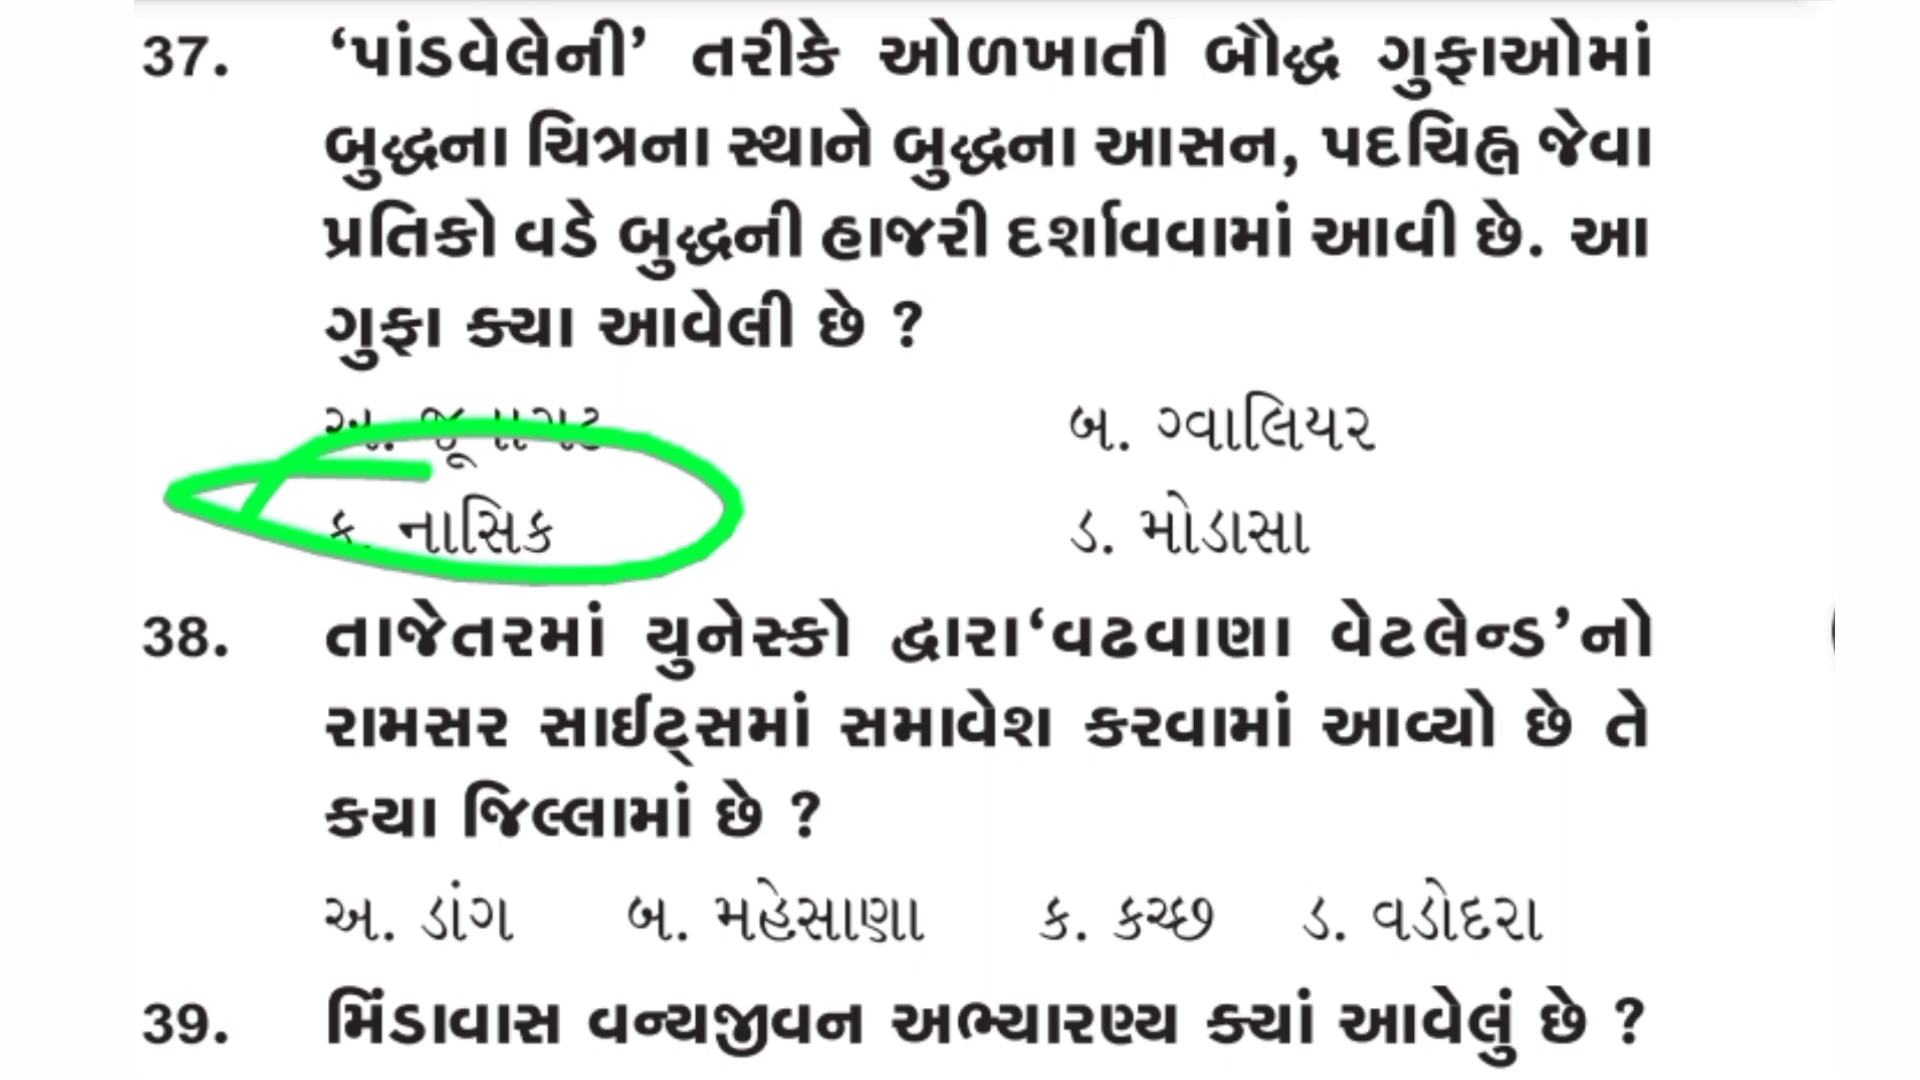 37. ‘પાંડવેલેની’ તરીકે ઓળખાતી બૌદ્ધ ગુફાઓમાં
બુદ્ધના ચિત્રના સ્થાને બુદ્ધના આસન, પદચિહ્ન જેવા
પ્રતિકો વડે બુદ્ધની હાજરી દર્શાવવામાં આવી છે. આ
ગુફા ક્યા આવેલી છે ?
અ. બ. ગ્વાલિયર
ક. નાસિક ડ. મોડાસા
38. તાજેતરમાં યુનેસ્કો દ્વારા‘વઢવાણા વેટલેન્ડ’નો
રામસર સાઈટ્સમાં સમાવેશ કરવામાં આવ્યો છે તે
કયા જિલ્લામાં છે ?
અ. ડાંગ બ. મહેસાણા ક. કચ્છ ડ. વડોદરા
39. મિંડાવાસ વન્યજીવન અભ્યારણ્ય ક્યાં આવેલું છે ?